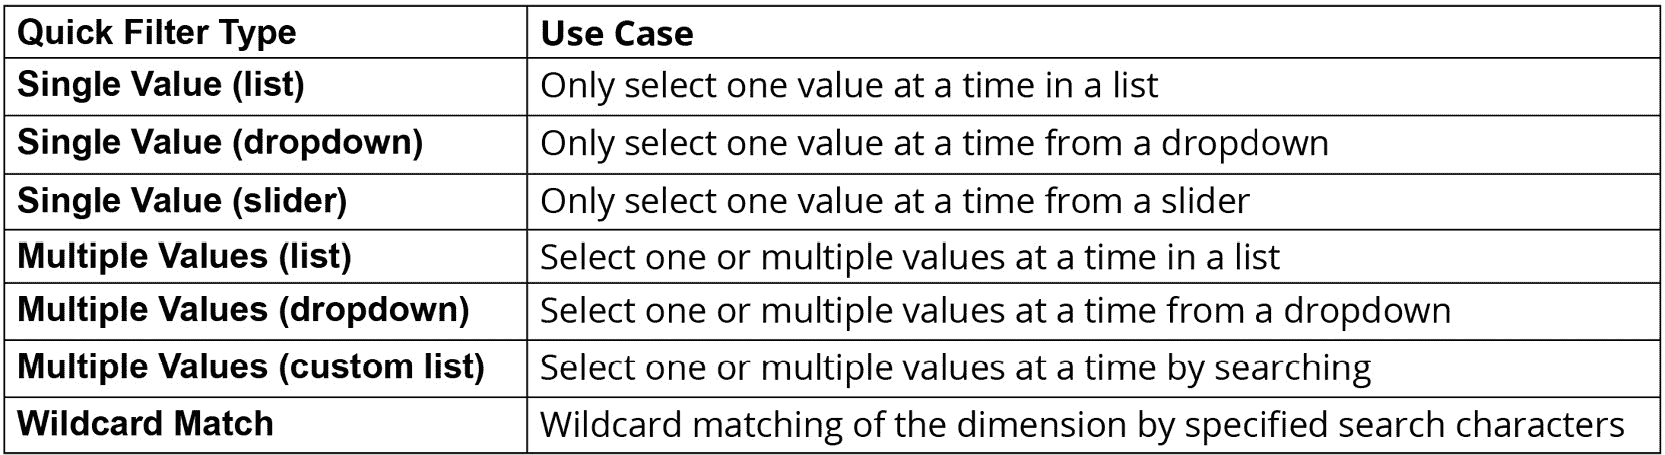 Quick Filter Type Use Case
Single Value (list) Only select one value at a time in a list
Single Value (dropdown) Only select one value at a time from a dropdown
Single Value (slider) Only select one value at a time from a slider
Multiple Values (list) Select one or multiple values at a time in a list
Multiple Values (dropdown) Select one or multiple values at a time from a dropdown
Multiple Values (custom list) Select one or multiple values at a time by searching
Wildcard Match Wildcard matching of the dimension by specified search characters